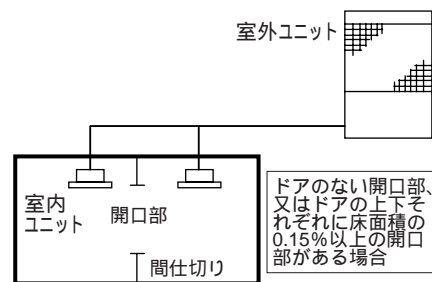 室外ユニット
室内
ユニット
開口部
間仕切り
ドアのない開口部、
又はドアの上下そ
れぞれに床面積の
0.15%以上の開口
部がある場合